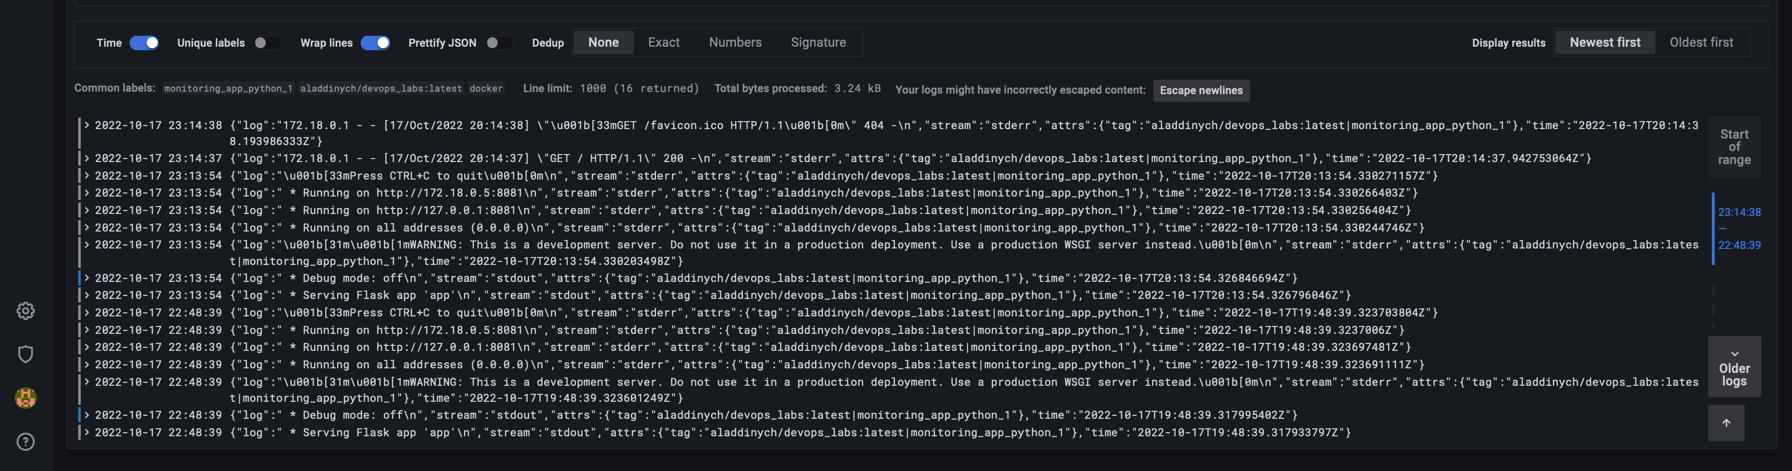 Time Unique labels Wrap lines Prettify JSON Dedup None Exact Numbers Signature Display results Newest first Oldest first
Common labels: monitoring_app_python_1 aladdinych/devops_labs:latest docker Line limit: 1000 (16 returned) Total bytes processed: 3.24 kB Your logs might have incorrectly escaped content: Escape newlines
2022-10-17 23:14:38 {"log":"172.18.0.1 - - [17/Oct/2022 20:14:38] \"\u001b[33mGET /favicon.ico HTTP/1.1\u001b[0m\" 404 -\n","stream":"stderr","attrs":{"tag":"aladdinych/devops_labs:latest|monitoring_app_python_1"},"time":"2022-10-17T20:14:3
8.193986333Z"}
2022-10-17 23:14:37 {"log":"172.18.0.1 - - [17/Oct/2022 20:14:37] \"GET / HTTP/1.1\" 200 -\n","stream":"stderr","attrs":{"tag":"aladdinych/devops_labs:latest|monitoring_app_python_1"},"time":"2022-10-17T20:14:37.942753064Z"}
2022-10-17 23:13:54 {"log":"\u001b[33mPress CTRL+C to quit\u001b[0m\n","stream":"stderr","attrs":{"tag":"aladdinych/devops_labs:latest|monitoring_app_python_1"},"time":"2022-10-17T20:13:54.330271157Z"}
2022-10-17 23:13:54 {"log":" * Running on http://172.18.0.5:8081\n","stream":"stderr","attrs":{"tag":"aladdinych/devops_labs:latest|monitoring_app_python_1"},"time":"2022-10-17T20:13:54.330266403Z"}
2022-10-17 23:13:54 {"log":" * Running on http://127.0.0.1:8081\n","stream":"stderr","attrs":{"tag":"aladdinych/devops_labs:latest|monitoring_app_python_1"},"time":"2022-10-17T20:13:54.330256404Z"}
2022-10-17 23:13:54 {"log":" * Running on all addresses (0.0.0.0)\n","stream":"stderr","attrs":{"tag":"aladdinych/devops_labs:latest|monitoring_app_python_1"},"time":"2022-10-17T20:13:54.330244746Z"}
2022-10-17 23:13:54 {"log":"\u001b[31m\u001b[1mWARNING: This is a development server. Do not use it in a production deployment. Use a production WSGI server instead.\u001b[0m\n","stream":"stderr","attrs":{"tag":"aladdinych/devops_labs:lates
t|monitoring_app_python_1"},"time":"2022-10-17T20:13:54.330203498Z"}
2022-10-17 23:13:54 {"log":" * Debug mode: off\n","stream":"stdout","attrs":{"tag":"aladdinych/devops_labs:latest|monitoring_app_python_1"},"time":"2022-10-17T20:13:54.326846694Z"}
2022-10-17 23:13:54 {"log":" * Serving Flask app 'app'\n","stream":"stdout","attrs":{"tag":"aladdinych/devops_labs:latest|monitoring_app_python_1"},"time":"2022-10-17T20:13:54.326796046Z"}
2022-10-17 22:48:39 {"log":"\u001b[33mPress CTRL+C to quit\u001b[0m\n","stream":"stderr","attrs":{"tag":"aladdinych/devops_labs:latest|monitoring_app_python_1"},"time":"2022-10-17T19:48:39.323703804Z"}
2022-10-17 22:48:39 {"log":" * Running on http://172.18.0.5:8081\n","stream":"stderr","attrs":{"tag":"aladdinych/devops_labs:latest|monitoring_app_python_1"},"time":"2022-10-17T19:48:39.3237006Z"}
2022-10-17 22:48:39 {"log":" * Running on http://127.0.0.1:8081\n","stream":"stderr","attrs":{"tag":"aladdinych/devops_labs:latest|monitoring_app_python_1"},"time":"2022-10-17T19:48:39.323697481Z"}
2022-10-17 22:48:39 {"log":" * Running on all addresses (0.0.0.0)\n","stream":"stderr","attrs":{"tag":"aladdinych/devops_labs:latest|monitoring_app_python_1"},"time":"2022-10-17T19:48:39.323691111Z"}
2022-10-17 22:48:39 {"log":"\u001b[31m\u001b[1mWARNING: This is a development server. Do not use it in a production deployment. Use a production WSGI server instead.\u001b[0m\n","stream":"stderr","attrs":{"tag":"aladdinych/devops_labs:lates
t|monitoring_app_python_1"},"time":"2022-10-17T19:48:39.323601249Z"}
2022-10-17 22:48:39 {"log":" * Debug mode: off\n","stream":"stdout","attrs":{"tag":"aladdinych/devops_labs:latest|monitoring_app_python_1"},"time":"2022-10-17T19:48:39.317995402Z"}
2022-10-17 22:48:39 {"log":" * Serving Flask app 'app'\n","stream":"stdout","attrs":{"tag":"aladdinych/devops_labs:latest|monitoring_app_python_1"},"time":"2022-10-17T19:48:39.317933797Z"}
Start
of
range
23:14:38
—
22:48:39
Older
logs